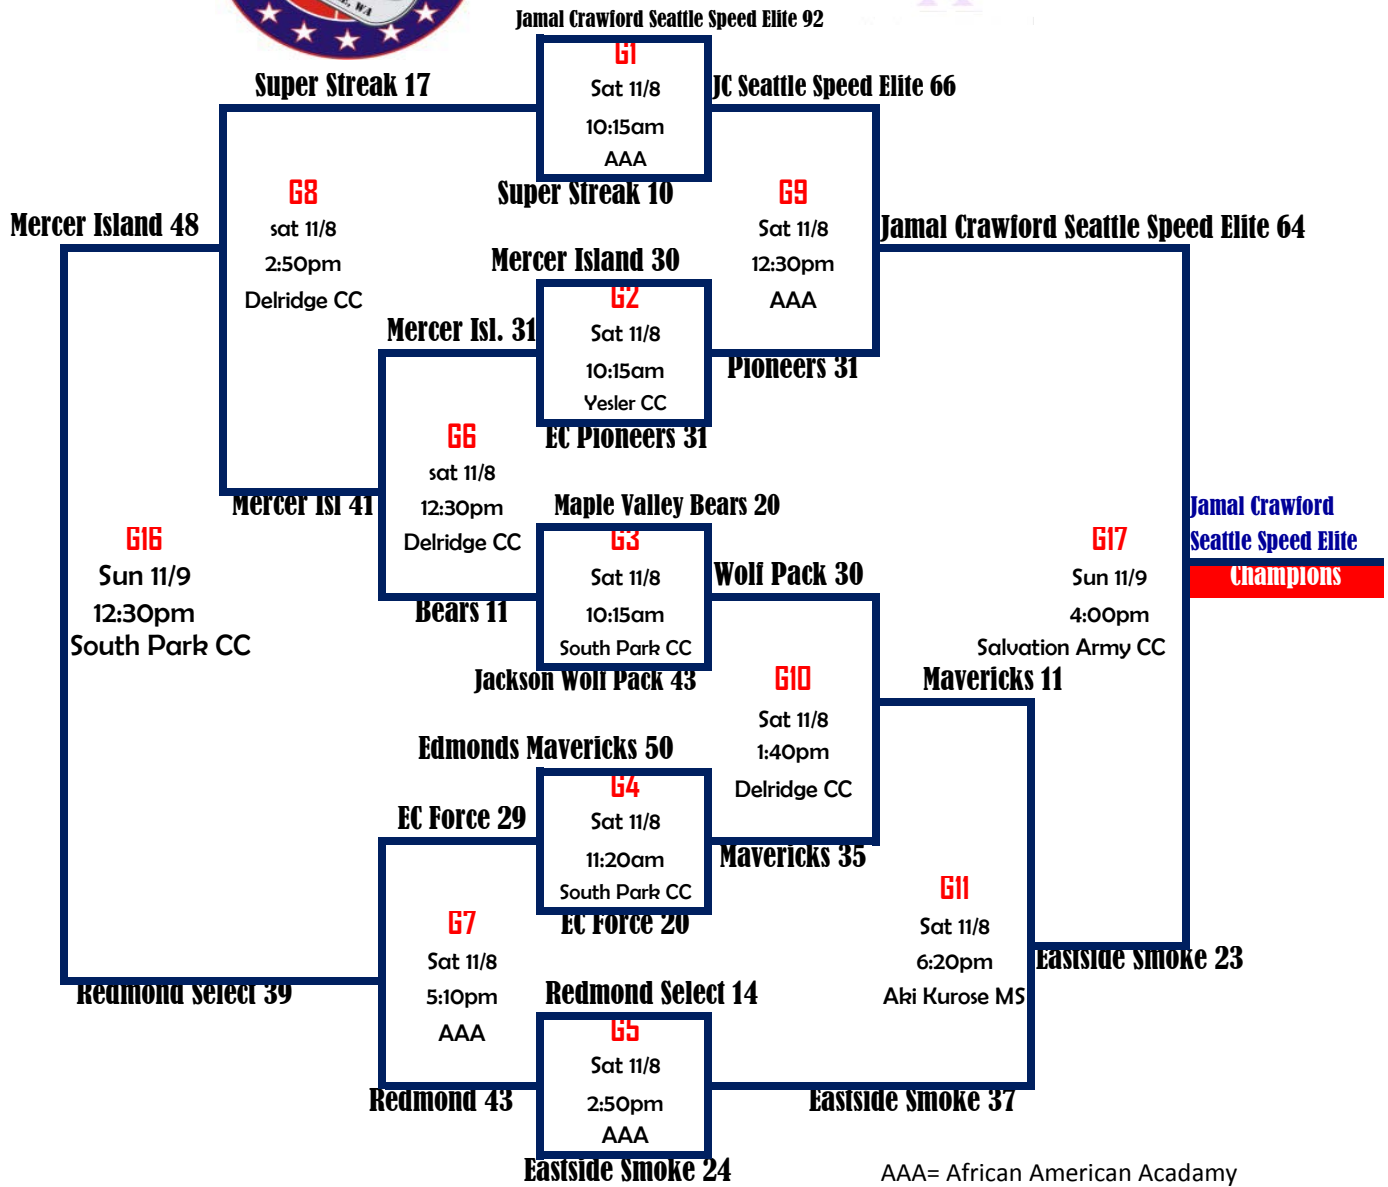 , WA
Jamal Crawford Seattle Speed Elite 92
G1
Sat 11/8
10:15am
AAA
Super Streak 10
Super Streak 17
JC Seattle Speed Elite 66
G8
sat 11/8
2:50pm
Delridge CC
G9
Sat 11/8
12:30pm
AAA
Mercer Island 48
Jamal Crawford Seattle Speed Elite 64
Mercer Island 30
G2
Sat 11/8
10:15am
Yesler CC
EC Pioneers 31
Mercer Isl. 31
Pioneers 31
G6
sat 11/8
12:30pm
Delridge CC
Mercer Isl 41
Maple Valley Bears 20
G3
Sat 11/8
10:15am
South Park CC
Jackson Wolf Pack 43
Bears 11
Wolf Pack 30
G16
Sun 11/9
12:30pm
South Park CC
G17
Sun 11/9
4:00pm
Salvation Army CC
Jamal Crawford
Seattle Speed Elite
Champions
G10
Sat 11/8
1:40pm
Delridge CC
Mavericks 11
Edmonds Mavericks 50
G4
Sat 11/8
11:20am
South Park CC
EC Force 20
EC Force 29
Mavericks 35
G7
Sat 11/8
5:10pm
AAA
G11
Sat 11/8
6:20pm
Aki Kurose MS
Eastside Smoke 23
Redmond Select 39
Redmond Select 14
G5
Sat 11/8
2:50pm
AAA
Eastside Smoke 24
Redmond 43
Eastside Smoke 37
AAA= African American Acadamy